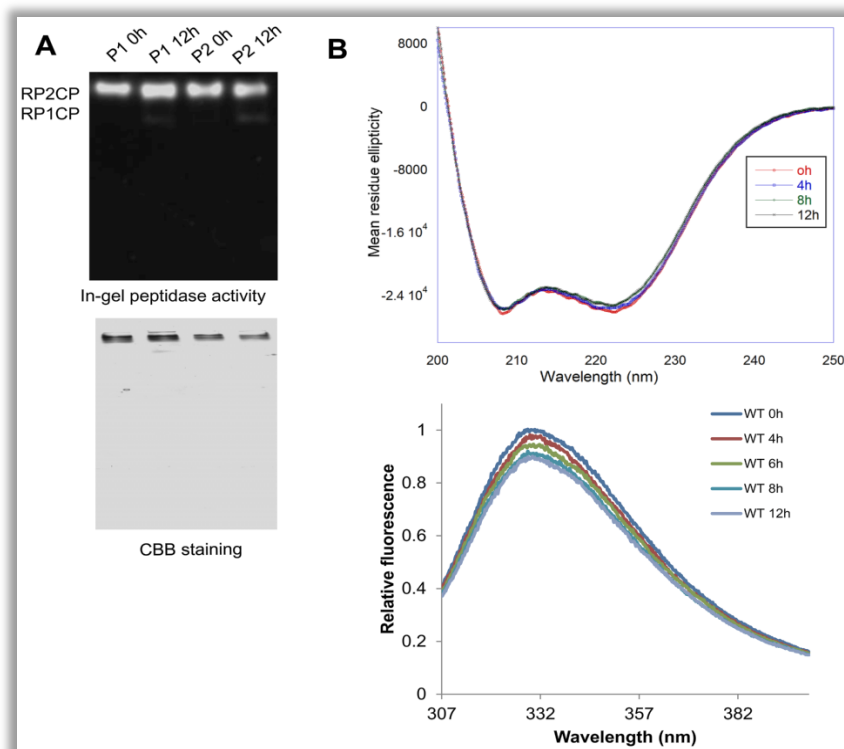 A
P1 0h
P1 12h
P2 0h
P2 12h
RP2CP
RP1CP
In-gel peptidase activity
CBB staining
B
8000
0
-8000
-1.6 10⁴
-2.4 10⁴
Mean residue ellipticity
oh
4h
8h
12h
200 210 220 230 240 250
Wavelength (nm)
WT 0h
WT 4h
WT 6h
WT 8h
WT 12h
1
0.8
0.6
0.4
0.2
0
Relative fluorescence
307 332 357 382
Wavelength (nm)